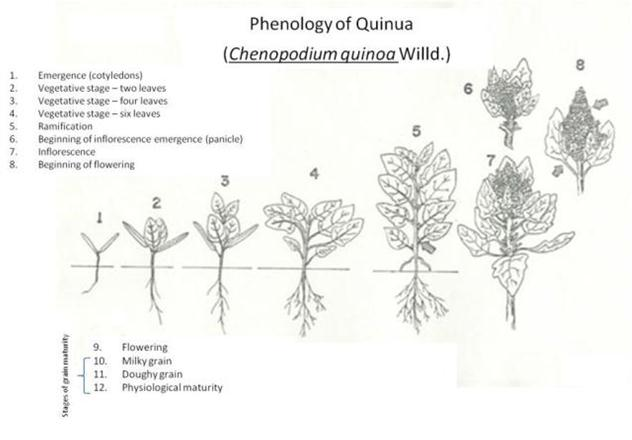 Phenology of Quinua
(Chenopodium quinoa Willd.)
1. Emergence (cotyledons)
2. Vegetative stage – two leaves
3. Vegetative stage – four leaves
4. Vegetative stage – six leaves
5. Ramification
6. Beginning of inflorescence emergence (panicle)
7. Inflorescence
8. Beginning of flowering
1
2
3
4
5
6
7
8
9. Flowering
10. Milky grain
11. Doughy grain
12. Physiological maturity
Stages of grain maturity